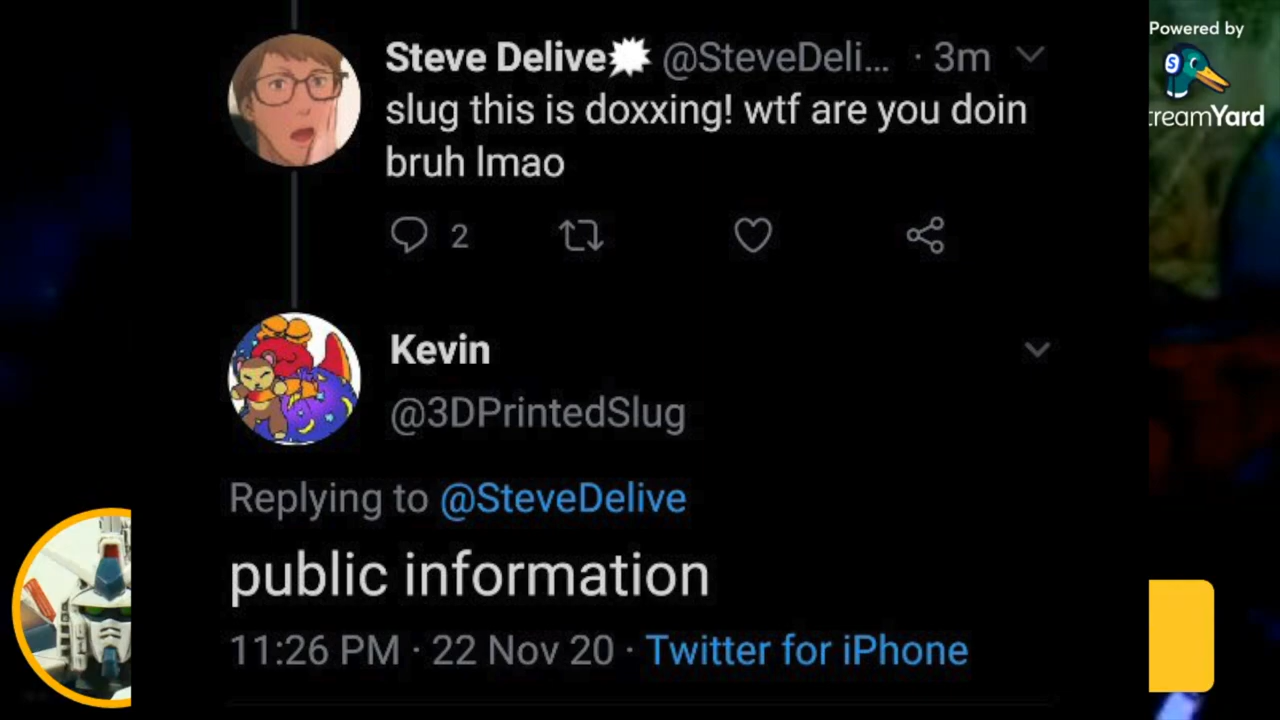 Powered by
Steve Delive @SteveDeli... · 3m
slug this is doxxing! wtf are you doin
bruh lmao
2
treamYard
Kevin
@3DPrintedSlug
Replying to @SteveDelive
public information
11:26 PM · 22 Nov 20 · Twitter for iPhone